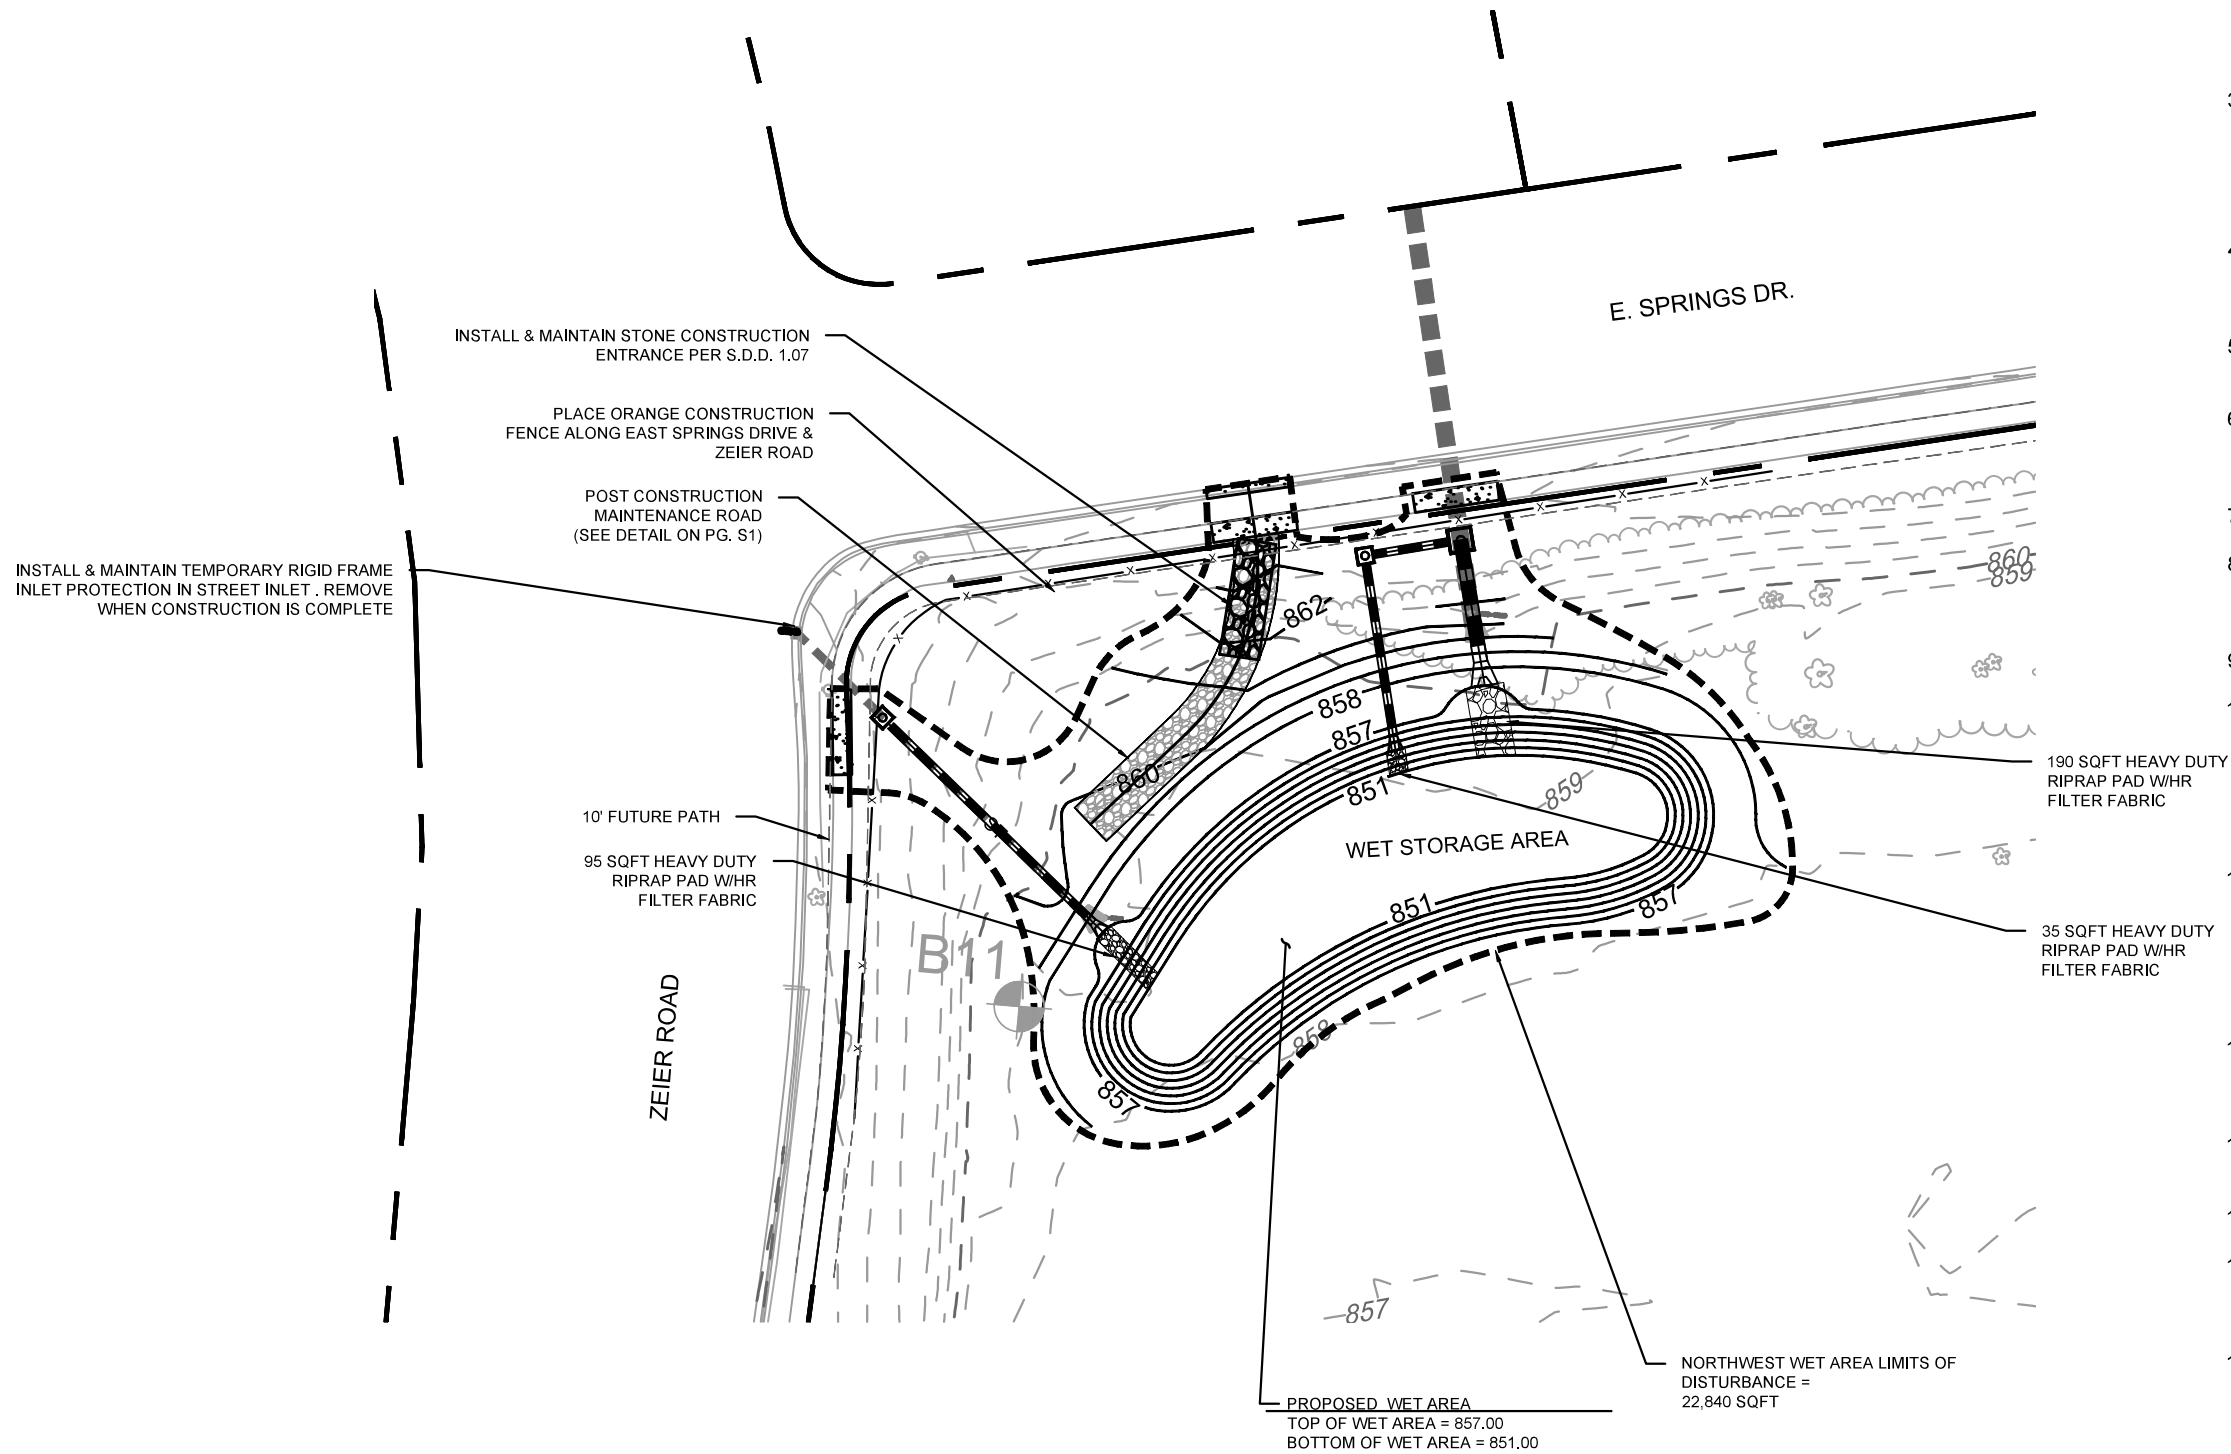 E. SPRINGS DR.
INSTALL & MAINTAIN STONE CONSTRUCTION
ENTRANCE PER S.D.D. 1.07
PLACE ORANGE CONSTRUCTION
FENCE ALONG EAST SPRINGS DRIVE &
ZEIER ROAD
POST CONSTRUCTION
MAINTENANCE ROAD
(SEE DETAIL ON PG. S1)
INSTALL & MAINTAIN TEMPORARY RIGID FRAME
INLET PROTECTION IN STREET INLET . REMOVE
WHEN CONSTRUCTION IS COMPLETE
860
859
862
858
857
860
851
859
190 SQFT HEAVY DUTY
RIPRAP PAD W/HR
FILTER FABRIC
10' FUTURE PATH
WET STORAGE AREA
95 SQFT HEAVY DUTY
RIPRAP PAD W/HR
FILTER FABRIC
851
857
35 SQFT HEAVY DUTY
RIPRAP PAD W/HR
FILTER FABRIC
B11
ZEIER ROAD
858
857
857
NORTHWEST WET AREA LIMITS OF
DISTURBANCE =
22,840 SQFT
PROPOSED WET AREA
TOP OF WET AREA = 857.00
BOTTOM OF WET AREA = 851.00